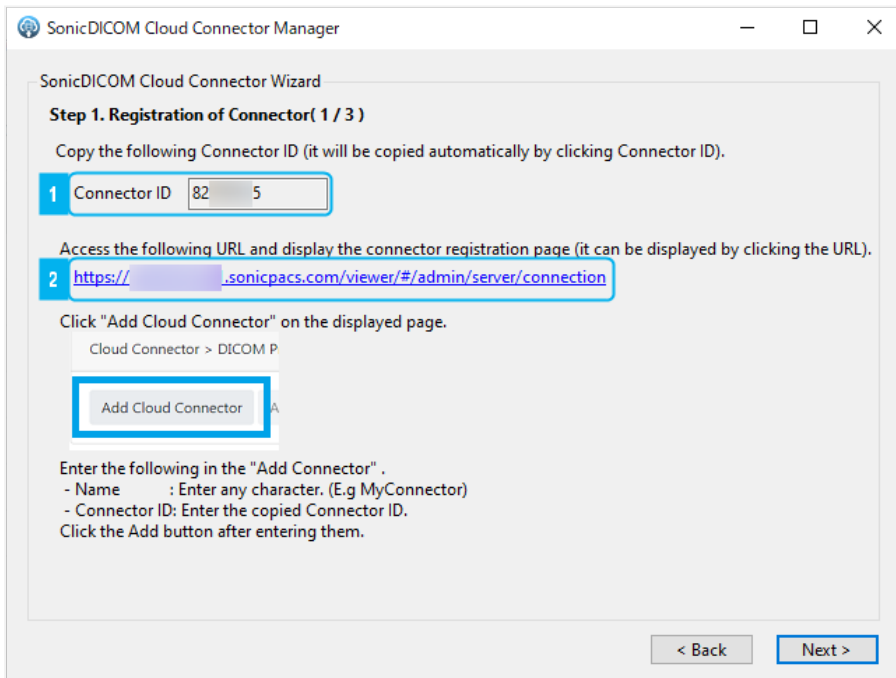 SonicDICOM Cloud Connector Manager
SonicDICOM Cloud Connector Wizard
Step 1. Registration of Connector( 1 / 3 )
Copy the following Connector ID (it will be copied automatically by clicking Connector ID).
1 Connector ID 82 5
Access the following URL and display the connector registration page (it can be displayed by clicking the URL).
2 https:// .sonicpacs.com/viewer/#/admin/server/connection
Click "Add Cloud Connector" on the displayed page.
Cloud Connector > DICOM P
Add Cloud Connector A
Enter the following in the "Add Connector" .
- Name : Enter any character. (E.g MyConnector)
- Connector ID: Enter the copied Connector ID.
Click the Add button after entering them.
< Back Next >